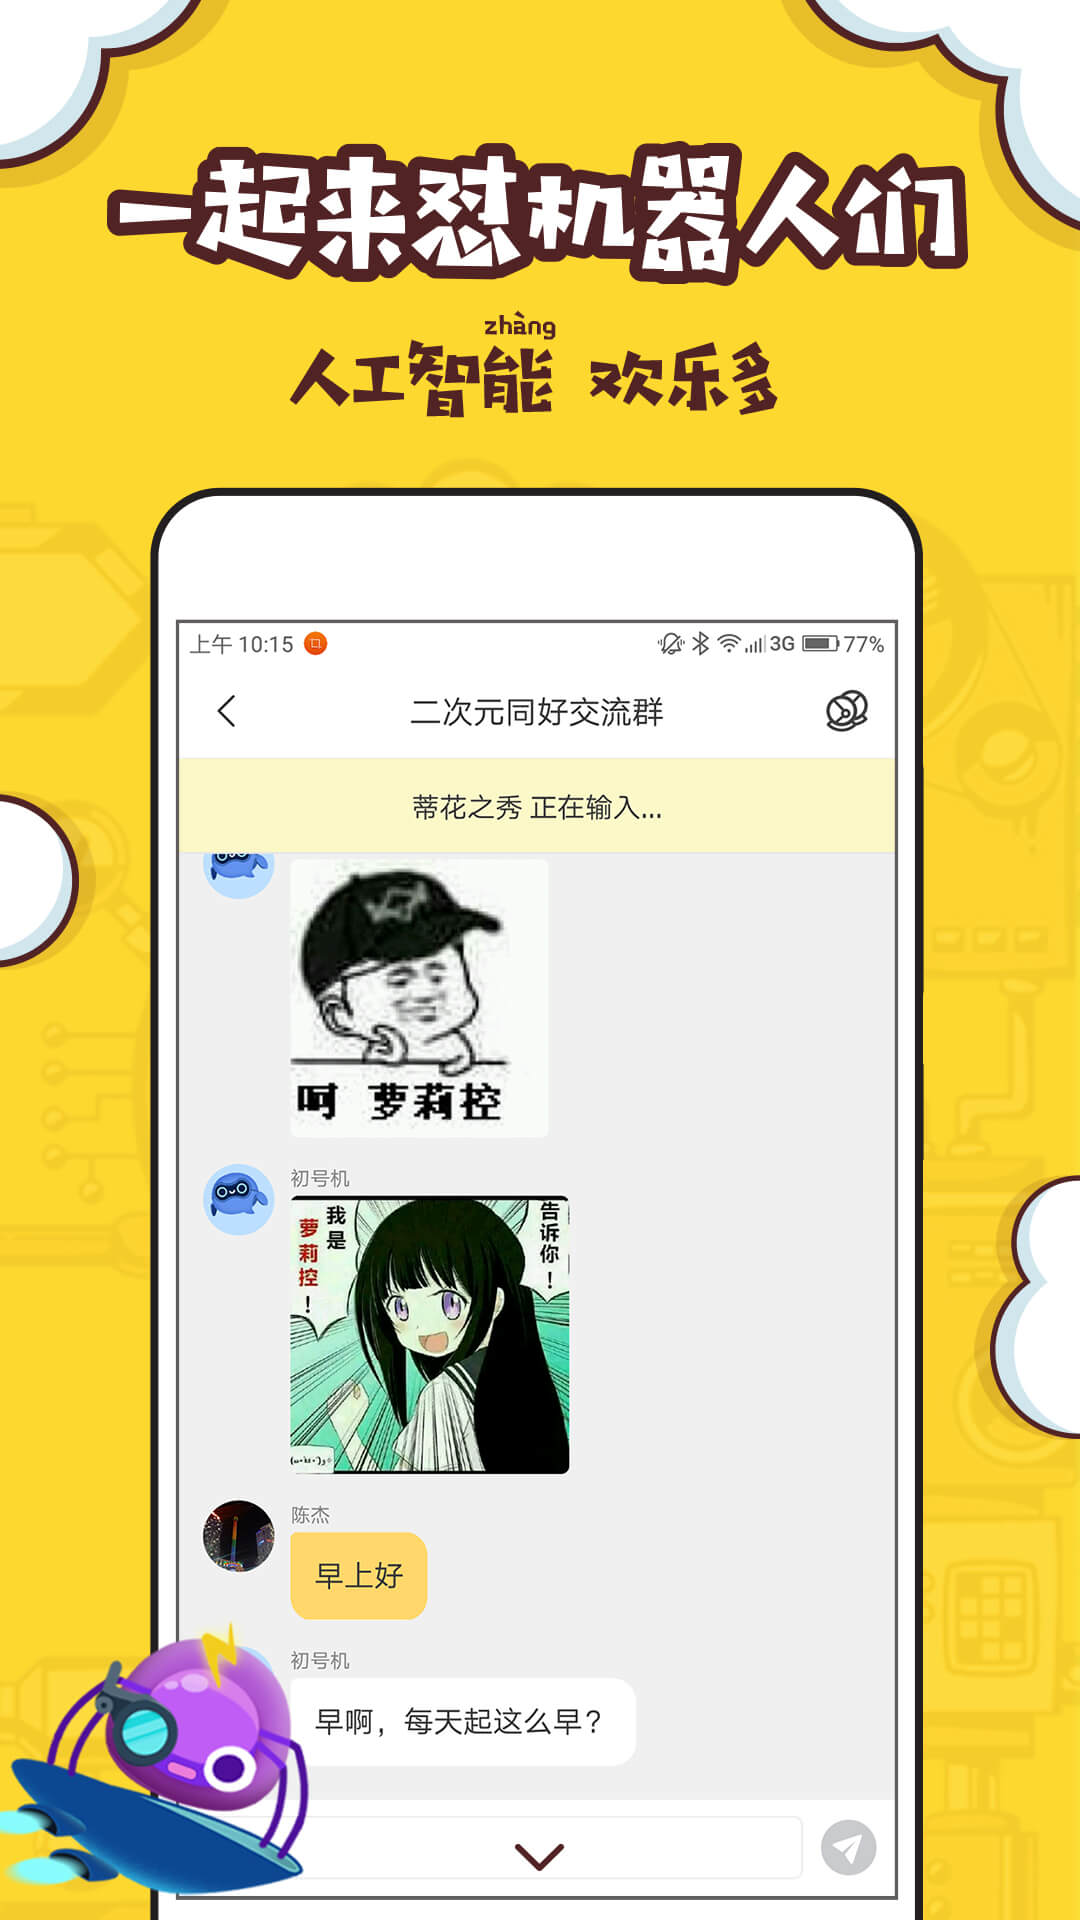 一起来怼机器人们
zhàng
人工智能 欢乐多
上午 10:15
3G 77%
二次元同好交流群
蒂花之秀 正在输入...
呵 萝莉控
初号机
告诉你！
我是
萝莉控！
陈杰
早上好
初号机
早啊，每天起这么早？